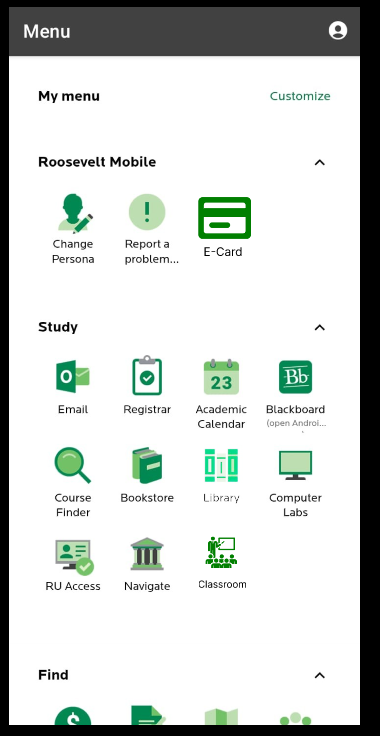 Menu
My menu
Customize
Roosevelt Mobile
Change
Persona
Report a
problem...
E-Card
Study
Email
Registrar
23
Academic
Calendar
Bb
Blackboard
(open Androi...
Course
Finder
Bookstore
Library
Computer
Labs
RU Access
Navigate
Classroom
Find